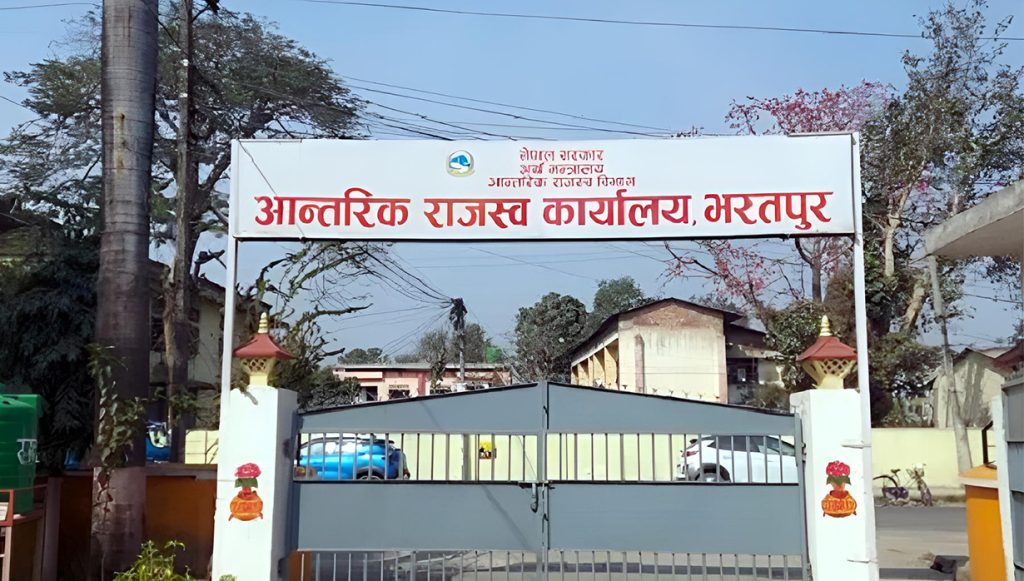 नेपाल सरकार
अर्थ मन्त्रालय
आन्तरिक राजस्व विभाग
आन्तरिक राजस्व कार्यालय, भरतपुर